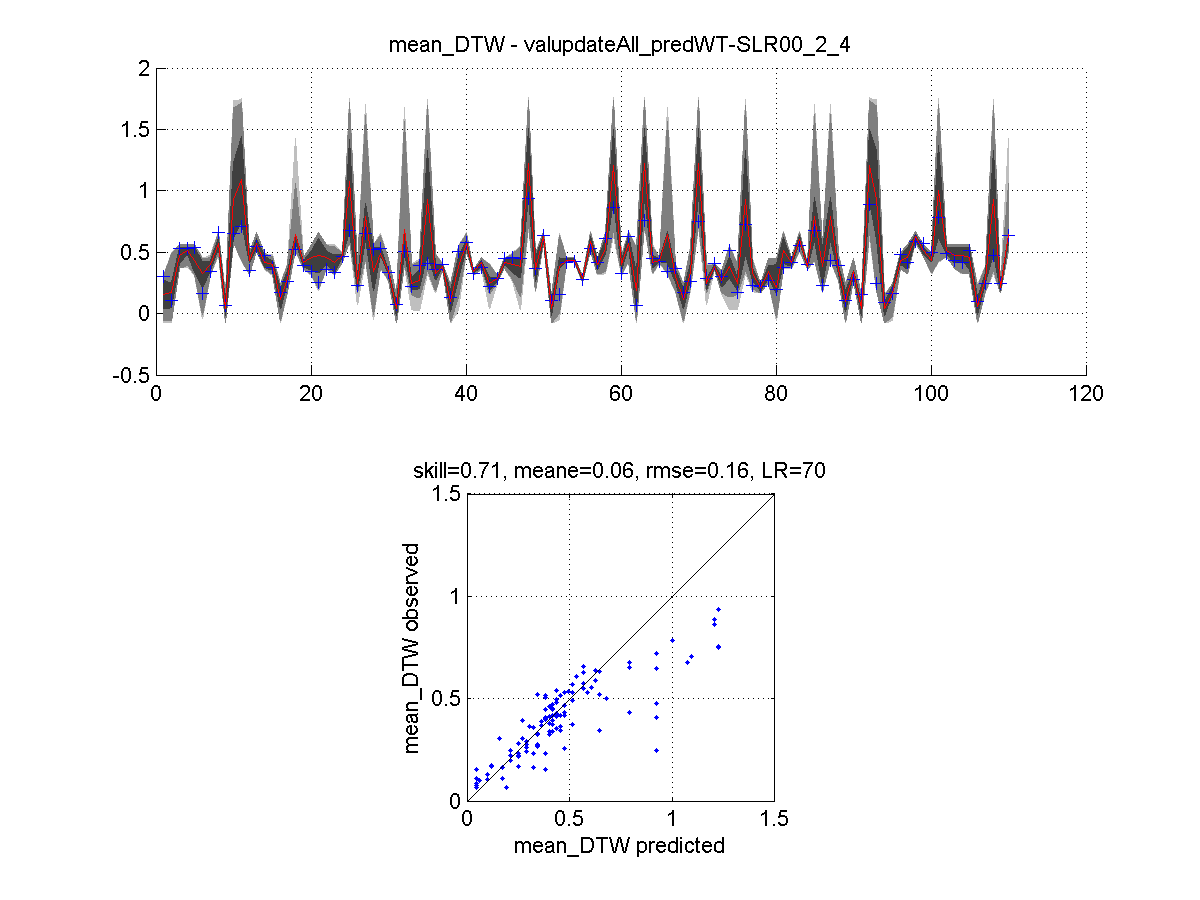 mean_DTW - valupdateAll_predWT-SLR00_2_4
2
1.5
1
0.5
0
-0.5
0 20 40 60 80 100 120
skill=0.71, meane=0.06, rmse=0.16, LR=70
1.5
1
0.5
0
mean_DTW observed
0 0.5 1 1.5
mean_DTW predicted